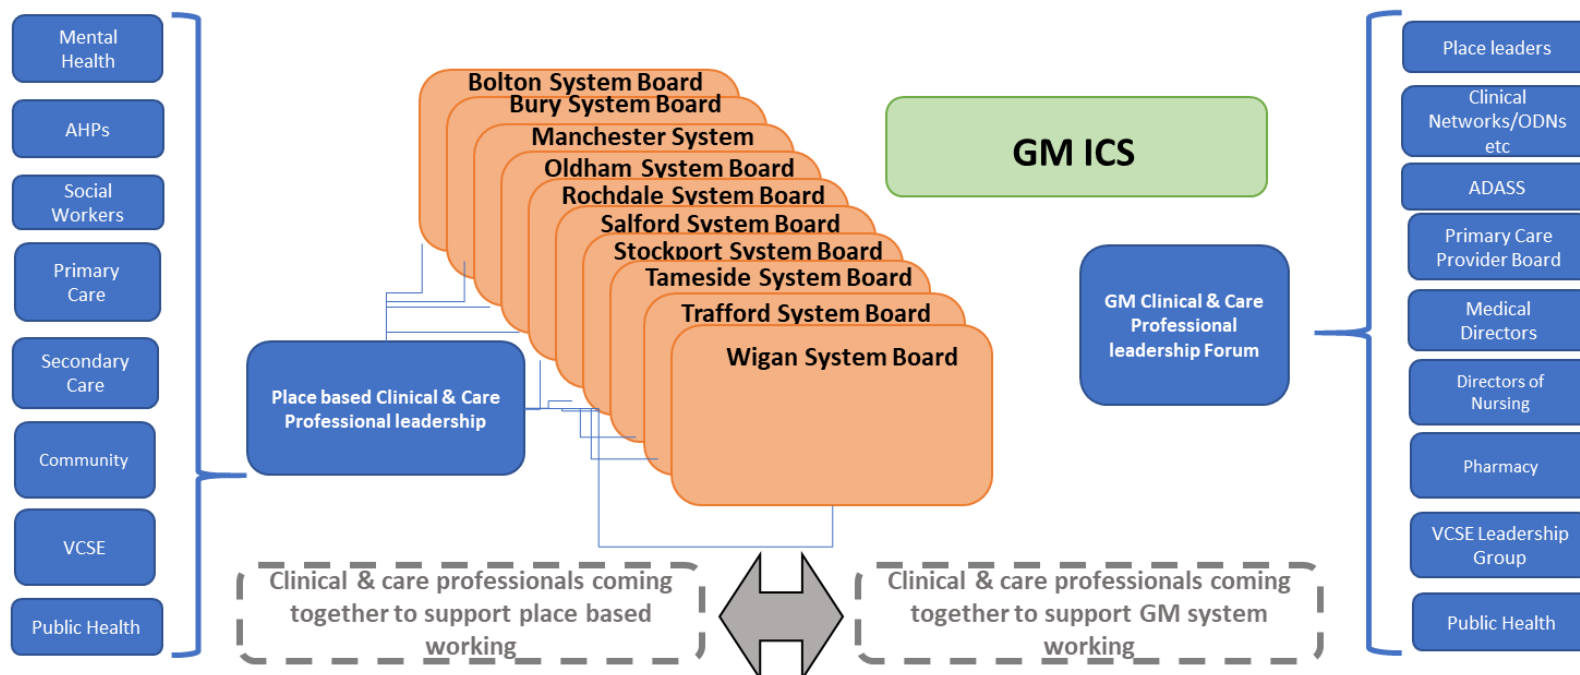 Mental
Health
AHPs
Social
Workers
Primary
Care
Secondary
Care
Community
VCSE
Public Health
Bolton System Board
Bury System Board
Manchester System
Oldham System Board
Rochdale System Board
Salford System Board
Stockport System Board
Tameside System Board
Trafford System Board
Wigan System Board
Place based Clinical & Care
Professional leadership
GM ICS
GM Clinical & Care
Professional
leadership Forum
Place leaders
Clinical
Networks/ODNs
etc
ADASS
Primary Care
Provider Board
Medical
Directors
Directors of
Nursing
Pharmacy
VCSE Leadership
Group
Public Health
Clinical & care professionals coming
together to support place based
working
Clinical & care professionals coming
together to support GM system
working